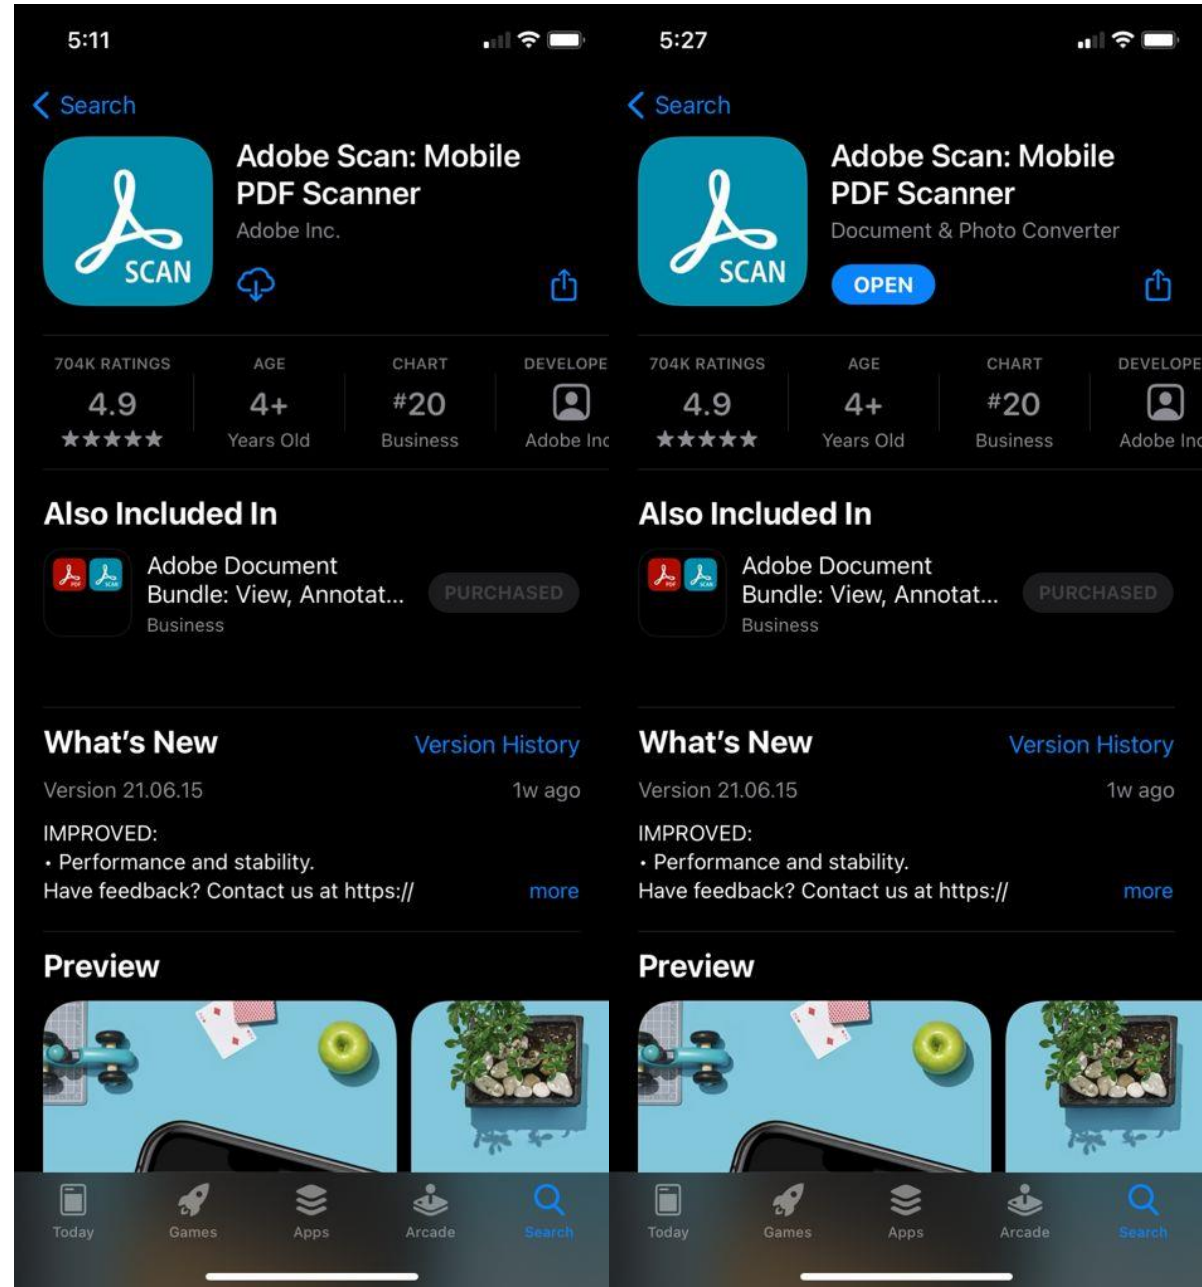 5:11
Search
SCAN
Adobe Scan: Mobile
PDF Scanner
Adobe Inc.
704K RATINGS
4.9
AGE
4+
Years Old
CHART
#20
Business
DEVELOPE
Adobe Inc
Also Included In
Adobe Document
Bundle: View, Annotat...
Business
PURCHASED
What's New
Version History
Version 21.06.15
1w ago
IMPROVED:
• Performance and stability.
Have feedback? Contact us at https://
more
Preview
Today
Games
Apps
Arcade
Search
5:27
Search
SCAN
Adobe Scan: Mobile
PDF Scanner
Document & Photo Converter
OPEN
704K RATINGS
4.9
AGE
4+
Years Old
CHART
#20
Business
DEVELOPE
Adobe Inc
Also Included In
Adobe Document
Bundle: View, Annotat...
Business
PURCHASED
What's New
Version History
Version 21.06.15
1w ago
IMPROVED:
• Performance and stability.
Have feedback? Contact us at https://
more
Preview
Today
Games
Apps
Arcade
Search